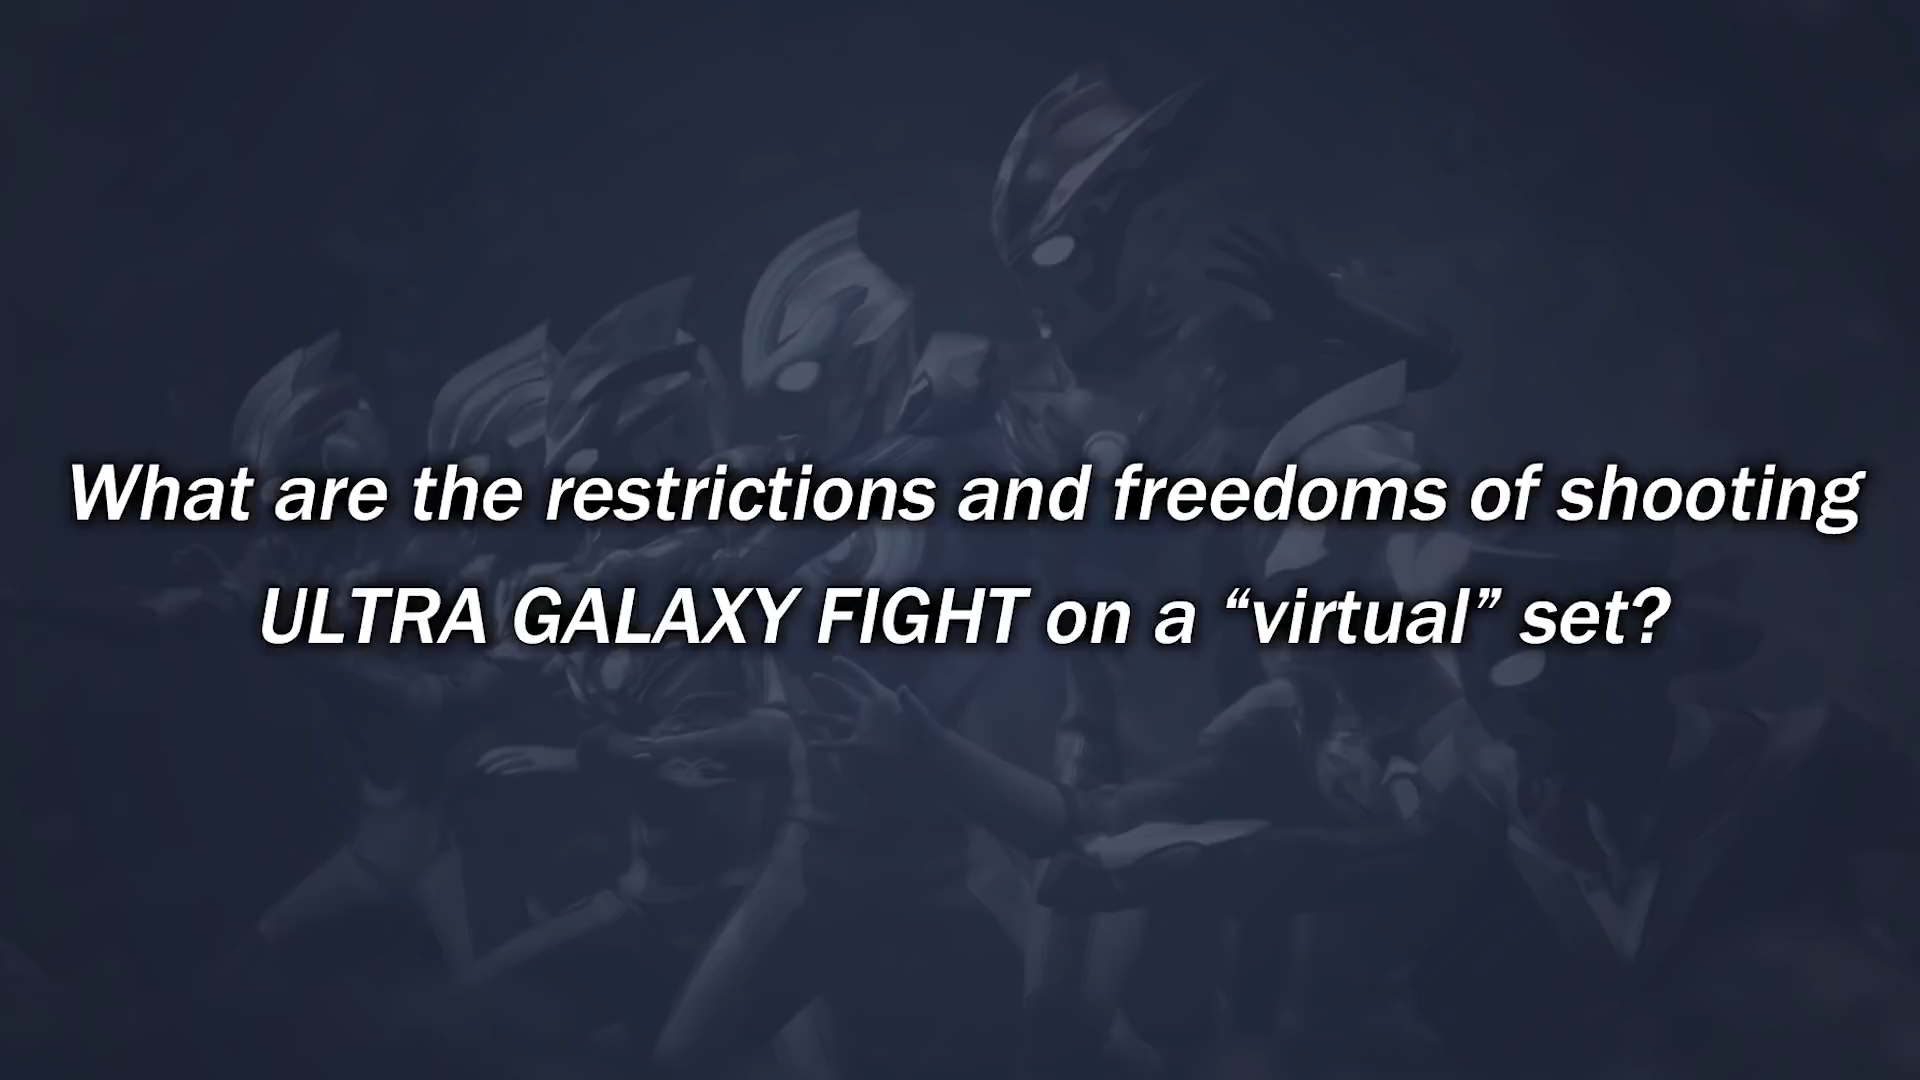 What are the restrictions and freedoms of shooting
ULTRA GALAXY FIGHT on a “virtual” set?